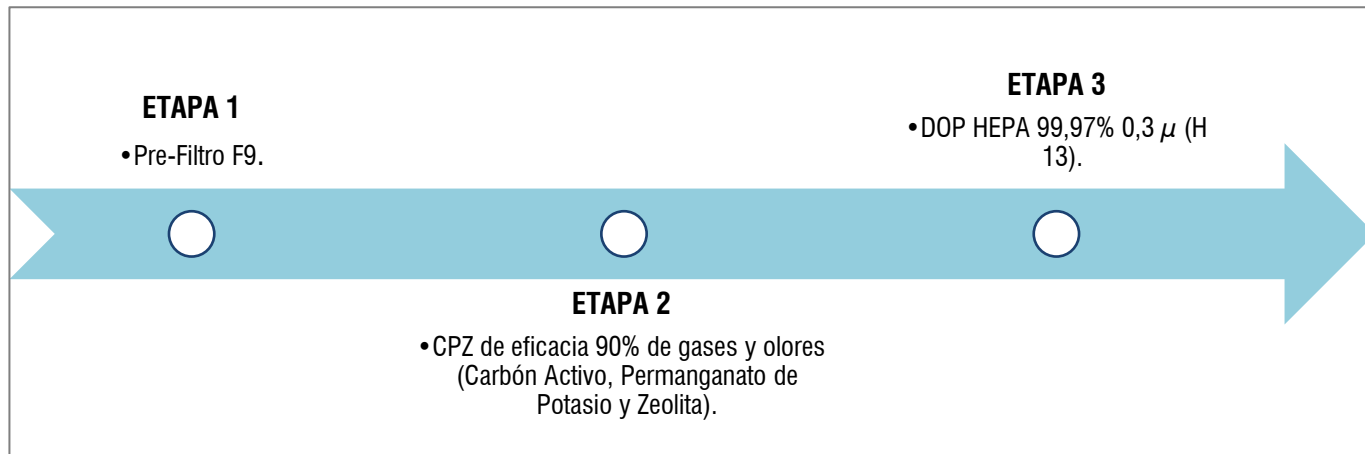 ETAPA 1
•Pre-Filtro F9.
ETAPA 2
•CPZ de eficacia 90% de gases y olores
(Carbón Activo, Permanganato de
Potasio y Zeolita).
ETAPA 3
•DOP HEPA 99,97% 0,3 μ (H
13).